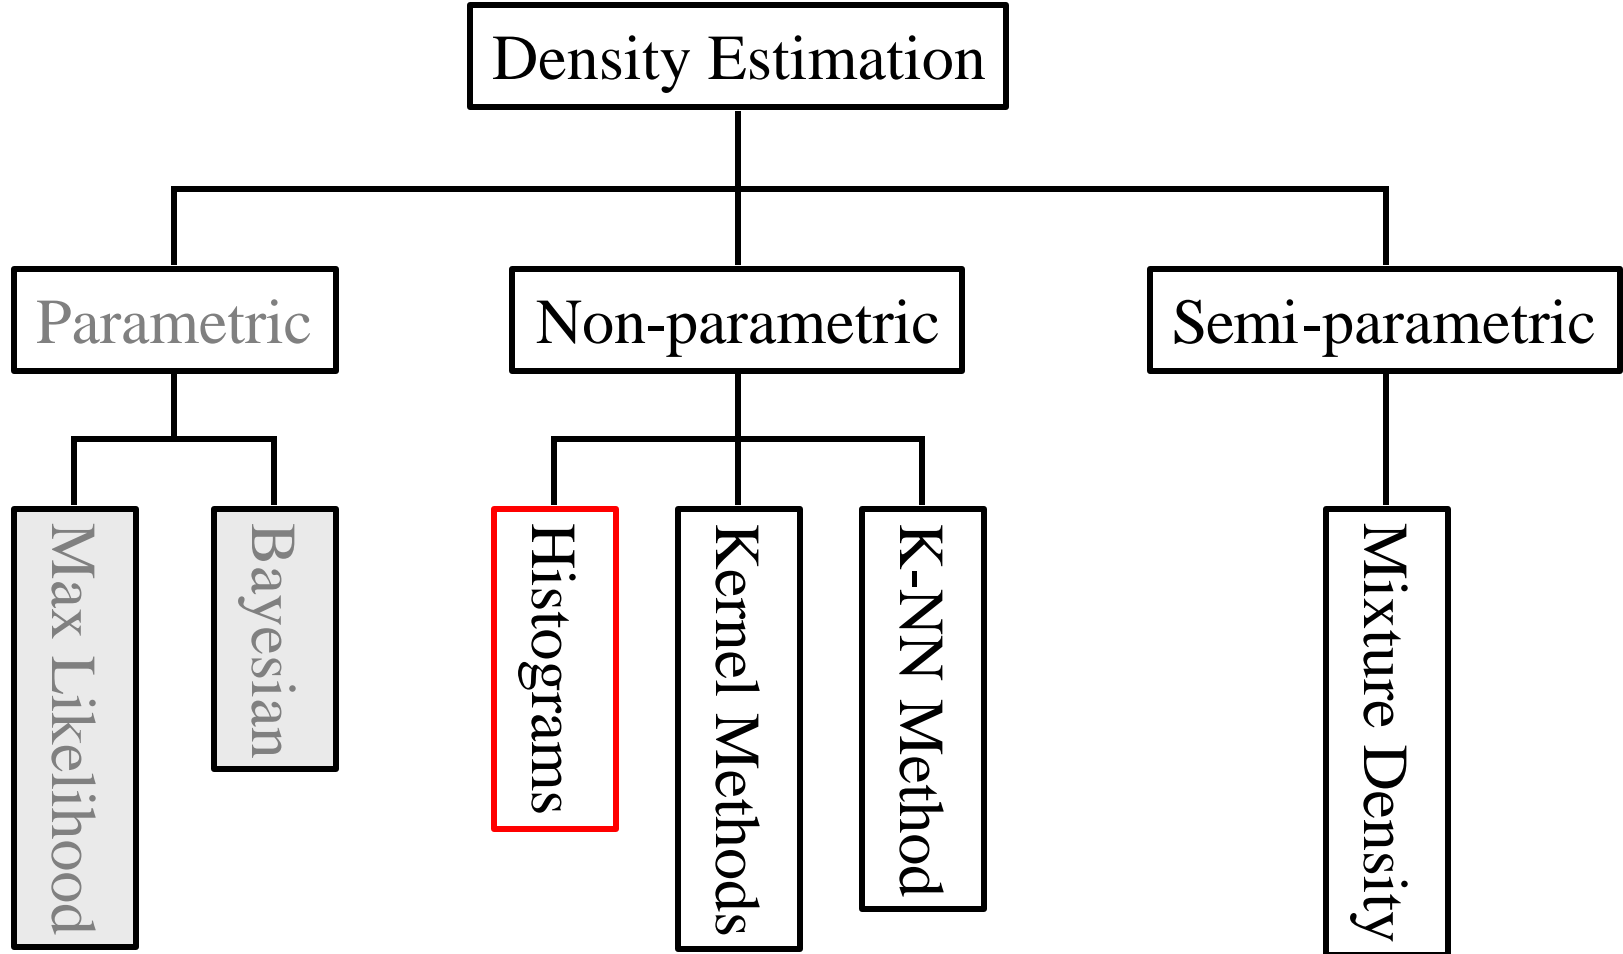 Density Estimation
Parametric
Non-parametric
Semi-parametric
Max Likelihood
Bayesian
Histograms
Kernel Methods
K-NN Method
Mixture Density